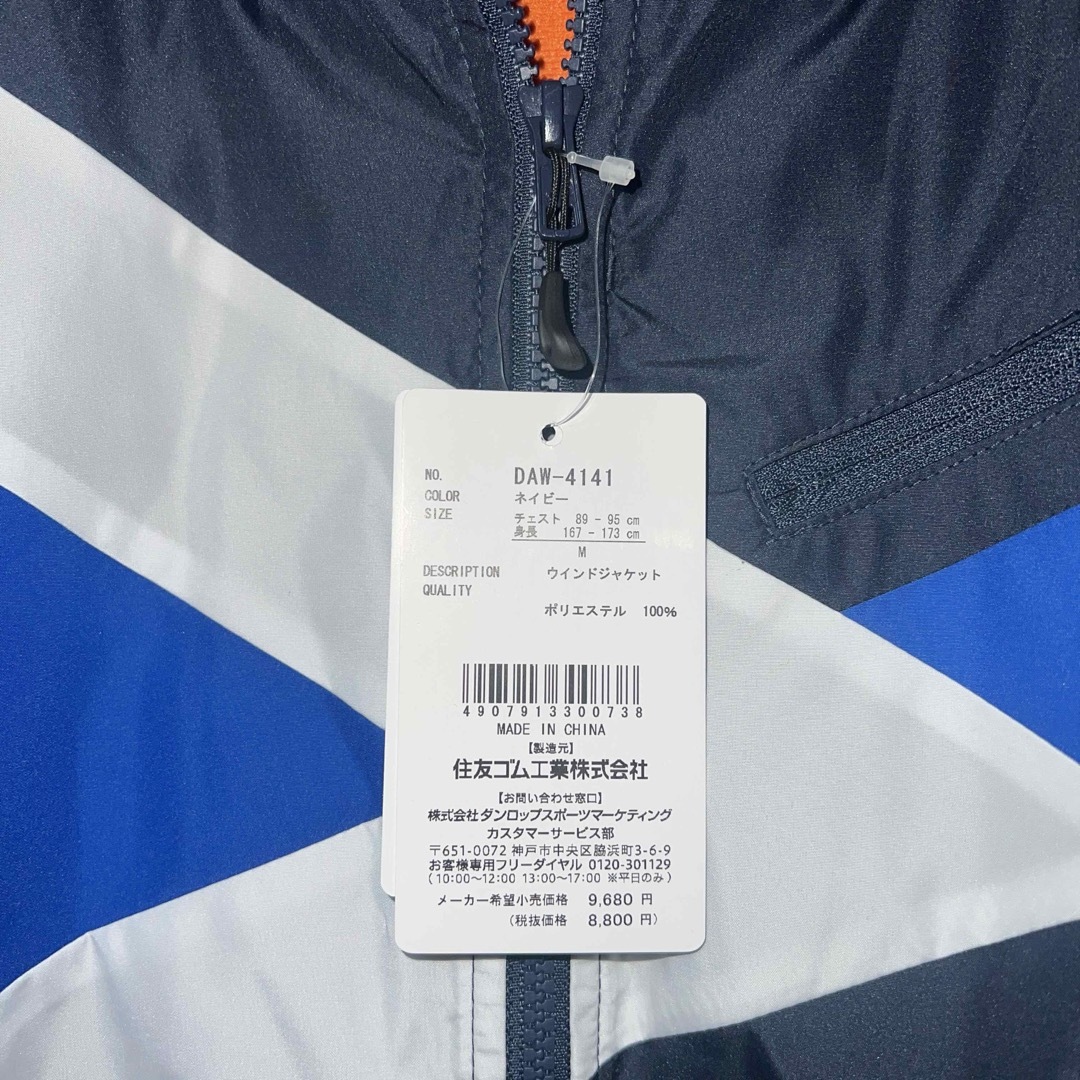 NO. DAW-4141
COLOR ネイビー
SIZE チェスト 89 - 95 cm
身長 167 - 173 cm
M
DESCRIPTION ウインドジャケット
QUALITY
ポリエステル 100%
4907913300738
MADE IN CHINA
【製造元】
住友ゴム工業株式会社
【お問い合わせ窓口】
株式会社ダンロップスポーツマーケティング
カスタマーサービス部
〒651-0072 神戸市中央区脇浜町3-6-9
お客様専用フリーダイヤル 0120-301129
(10:00〜12:00 13:00〜17:00 ※平日のみ)
メーカー希望小売価格 9,680 円
(税抜価格 8,800 円)